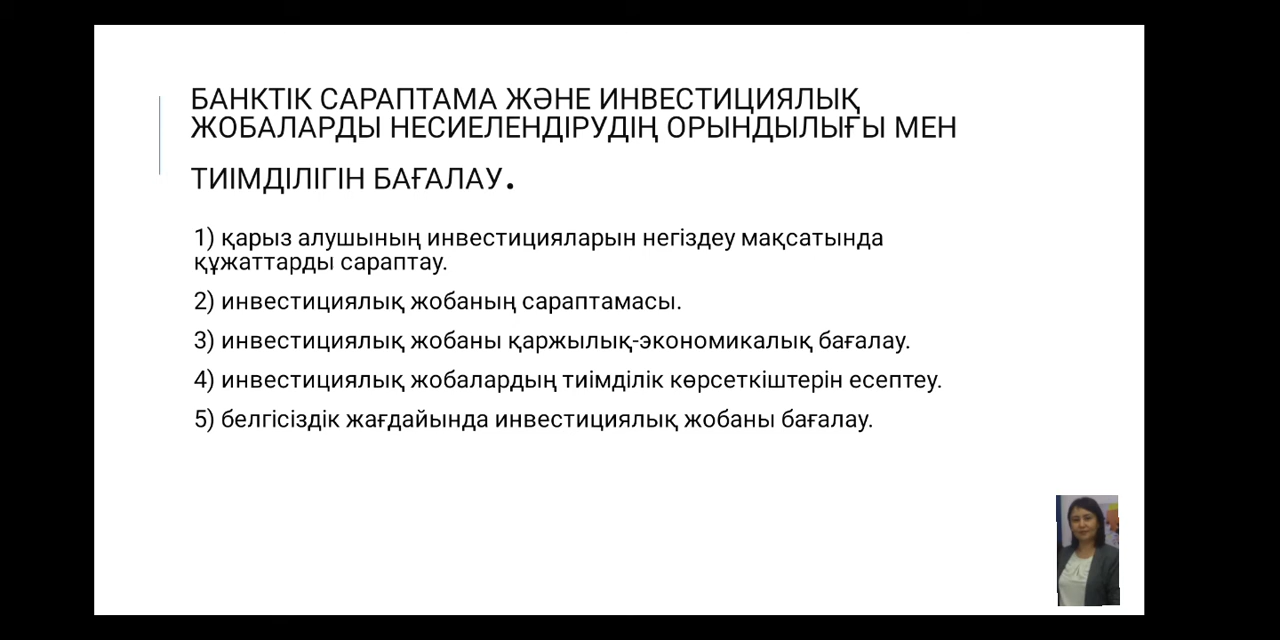 БАНКТІК САРАПТАМА ЖӘНЕ ИНВЕСТИЦИЯЛЫҚ
ЖОБАЛАРДЫ НЕСИЕЛЕНДІРУДІҢ ОРЫНДЫЛЫҒЫ МЕН
ТИІМДІЛІГІН БАҒАЛАУ.
1) қарыз алушының инвестицияларын негіздеу мақсатында
құжаттарды сараптау.
2) инвестициялық жобаның сараптамасы.
3) инвестициялық жобаны қаржылық-экономикалық бағалау.
4) инвестициялық жобалардың тиімділік көрсеткіштерін есептеу.
5) белгісіздік жағдайында инвестициялық жобаны бағалау.